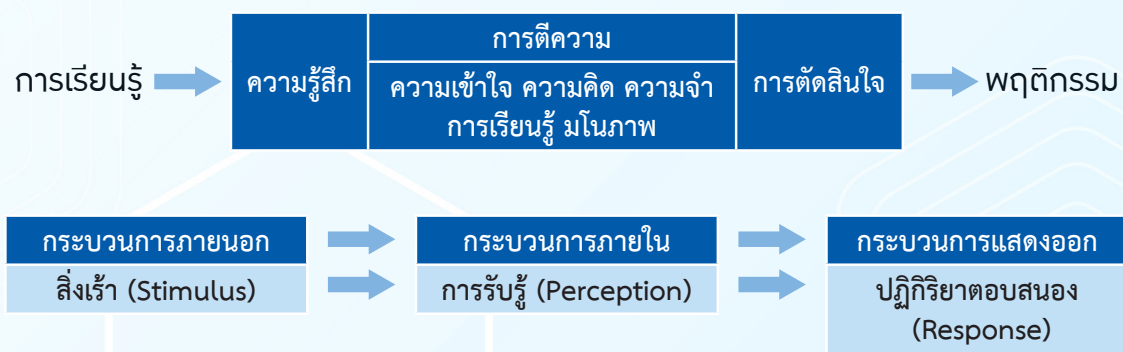 การเรียนรู้
ความรู้สึก
การตีความ
ความเข้าใจ ความคิด ความจำ
การเรียนรู้ มโนภาพ
การตัดสินใจ
พฤติกรรม
กระบวนการภายนอก
สิ่งเร้า (Stimulus)
กระบวนการภายใน
การรับรู้ (Perception)
กระบวนการแสดงออก
ปฏิกิริยาตอบสนอง
(Response)